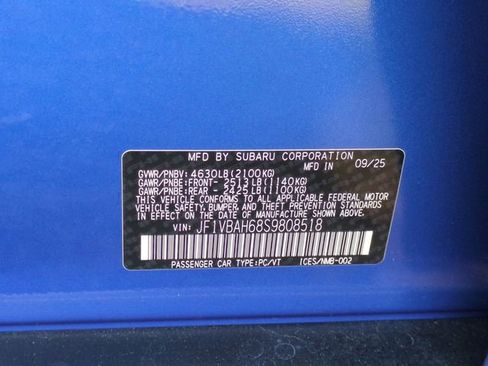 MFD BY SUBARU CORPORATION
MFD IN 09/25
GVWR/PNBV: 4630LB(2100KG)
GAWR/PNBE:FRONT- 2513LB(1140KG)
GAWR/PNBE:REAR - 2425LB(1100KG)
THIS VEHICLE CONFORMS TO ALL APPLICABLE FEDERAL MOTOR
VEHICLE SAFETY, BUMPER, AND THEFT PREVENTION
STANDARDS IN EFFECT ON THE DATE OF MANUFACTURE
SHOWN ABOVE.
VIN: JF1VBAH68S9808518
PASSENGER CAR TYPE:PC/VT ICES/NMB-002